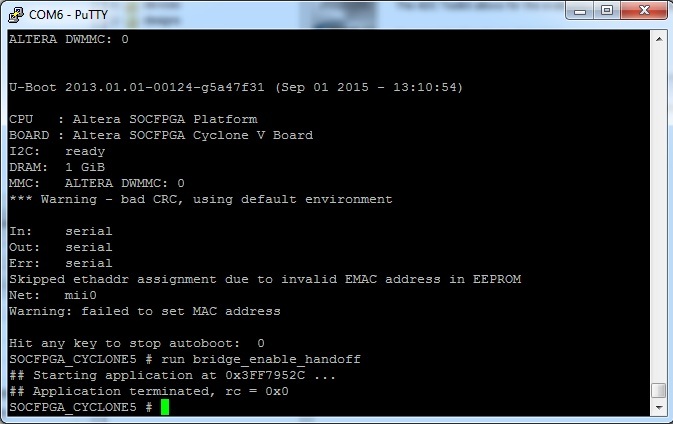 COM6 - PuTTY
ALTERA DWMMC: 0
U-Boot 2013.01.01-00124-g5a47f31 (Sep 01 2015 - 13:10:54)
CPU   : Altera SOCFPGA Platform
BOARD : Altera SOCFPGA Cyclone V Board
I2C:   ready
DRAM:  1 GiB
MMC:   ALTERA DWMMC: 0
*** Warning - bad CRC, using default environment
In:    serial
Out:   serial
Err:   serial
Skipped ethaddr assignment due to invalid EMAC address in EEPROM
Net:   mii0
Warning: failed to set MAC address
Hit any key to stop autoboot:  0
SOCFPGA_CYCLONE5 # run bridge_enable_handoff
## Starting application at 0x3FF7952C ...
## Application terminated, rc = 0x0
SOCFPGA_CYCLONE5 #